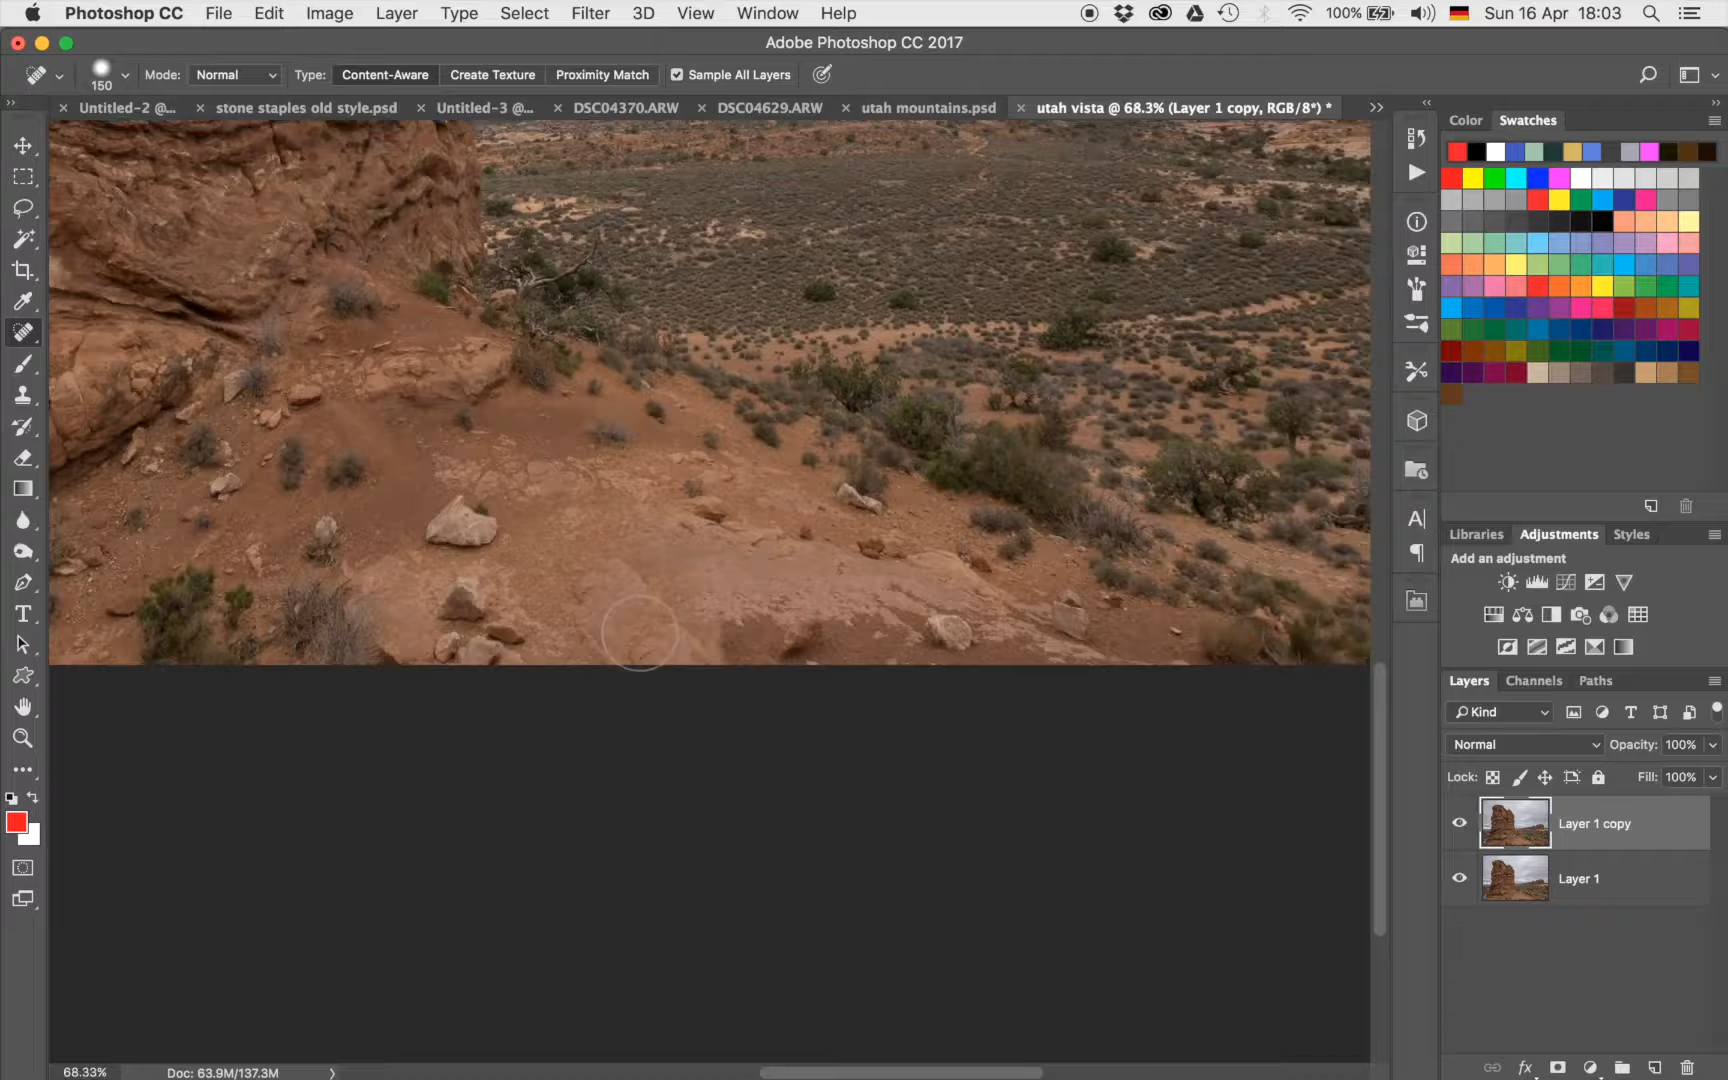 Photoshop CC File Edit Image Layer Type Select Filter 3D View Window Help 100% Sun 16 Apr 18:03
Adobe Photoshop CC 2017
150 Mode: Normal Type: Content-Aware Create Texture Proximity Match Sample All Layers
Untitled-2 @... stone staples old style.psd Untitled-3 @... DSC04370.ARW DSC04629.ARW utah mountains.psd utah vista @ 68.3% (Layer 1 copy, RGB/8*) *
Color Swatches
Libraries Adjustments Styles
Add an adjustment
Layers Channels Paths
Kind
Normal Opacity: 100%
Lock: Fill: 100%
Layer 1 copy
Layer 1
68.33% Doc: 63.9M/137.3M
fx